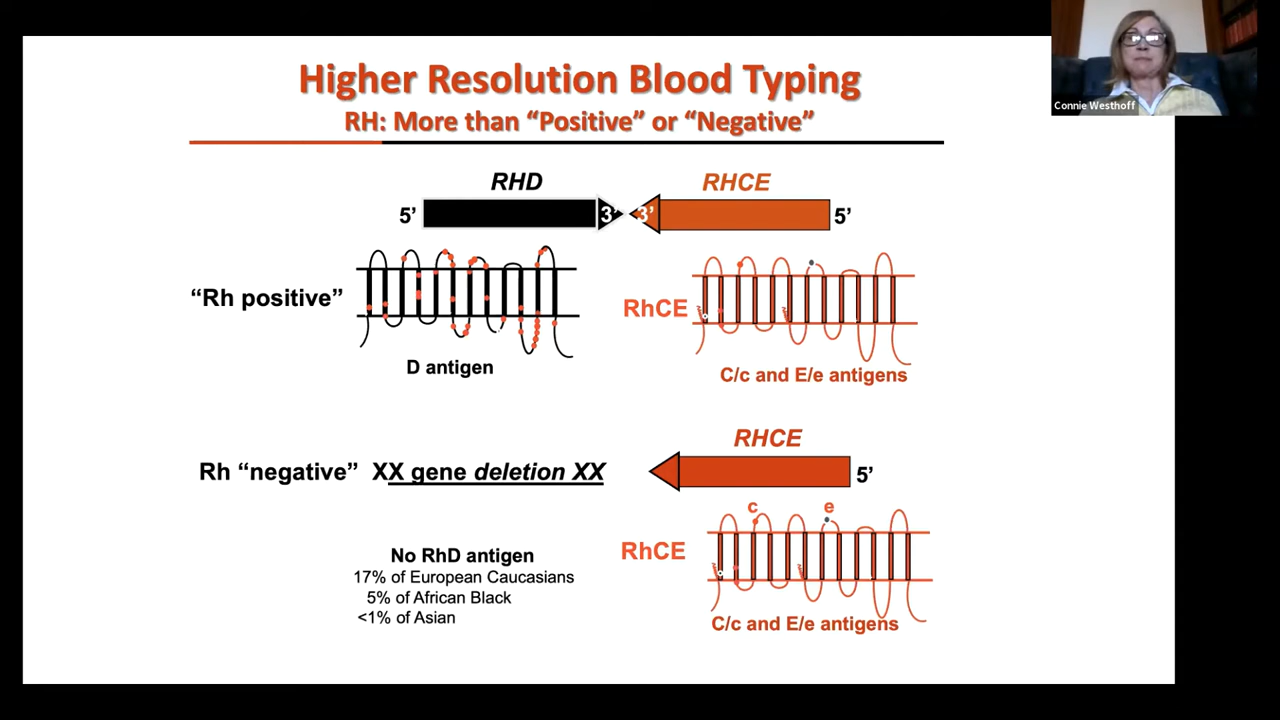 Higher Resolution Blood Typing
RH: More than “Positive” or “Negative”
Connie Westhoff
RHD
RHCE
5’
3’
3’
5’
“Rh positive”
RhCE
D antigen
C/c and E/e antigens
RHCE
Rh “negative” XX gene deletion XX
5’
c
e
RhCE
No RhD antigen
17% of European Caucasians
5% of African Black
<1% of Asian
C/c and E/e antigens